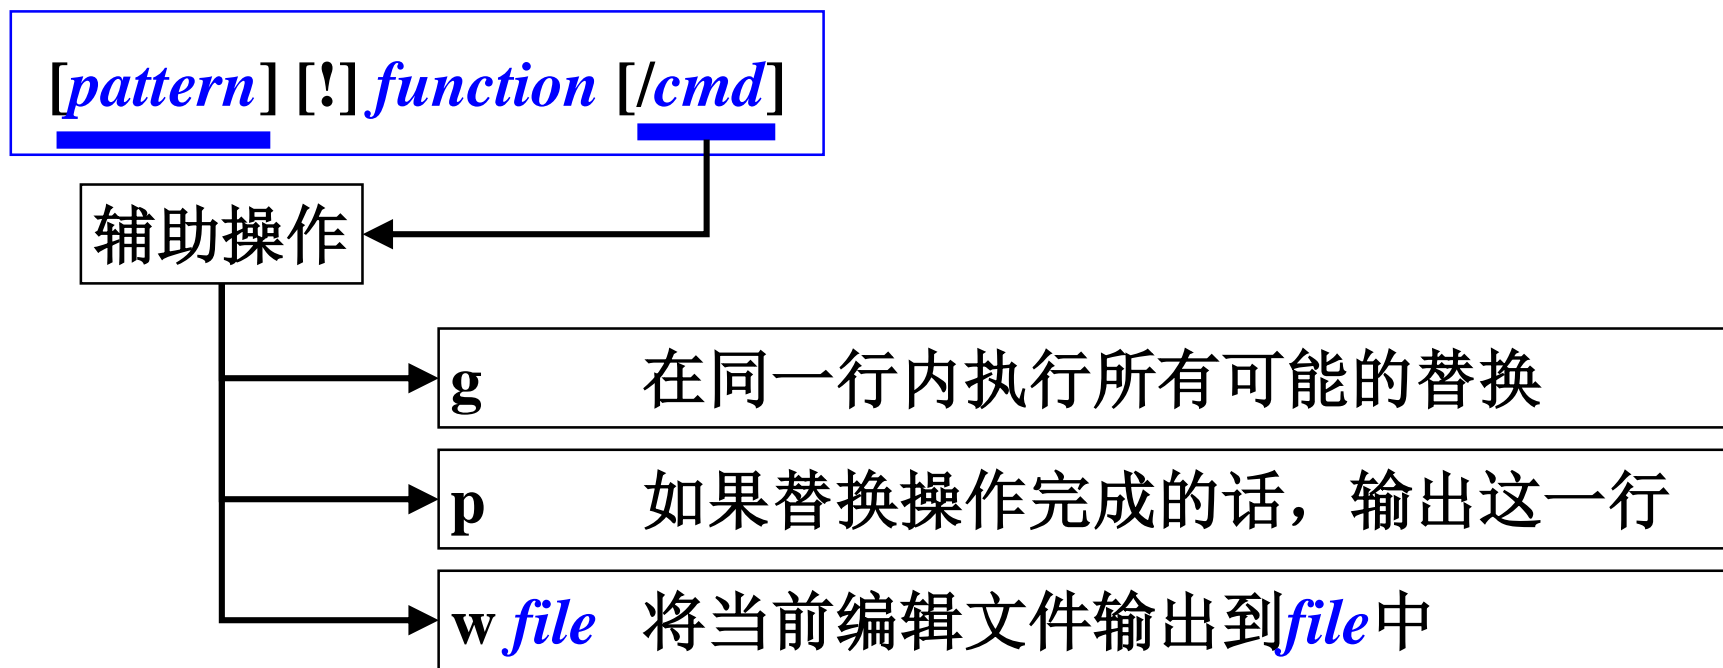 [pattern] [!] function [/cmd]
辅助操作
g 在同一行内执行所有可能的替换
p 如果替换操作完成的话，输出这一行
w file 将当前编辑文件输出到file中